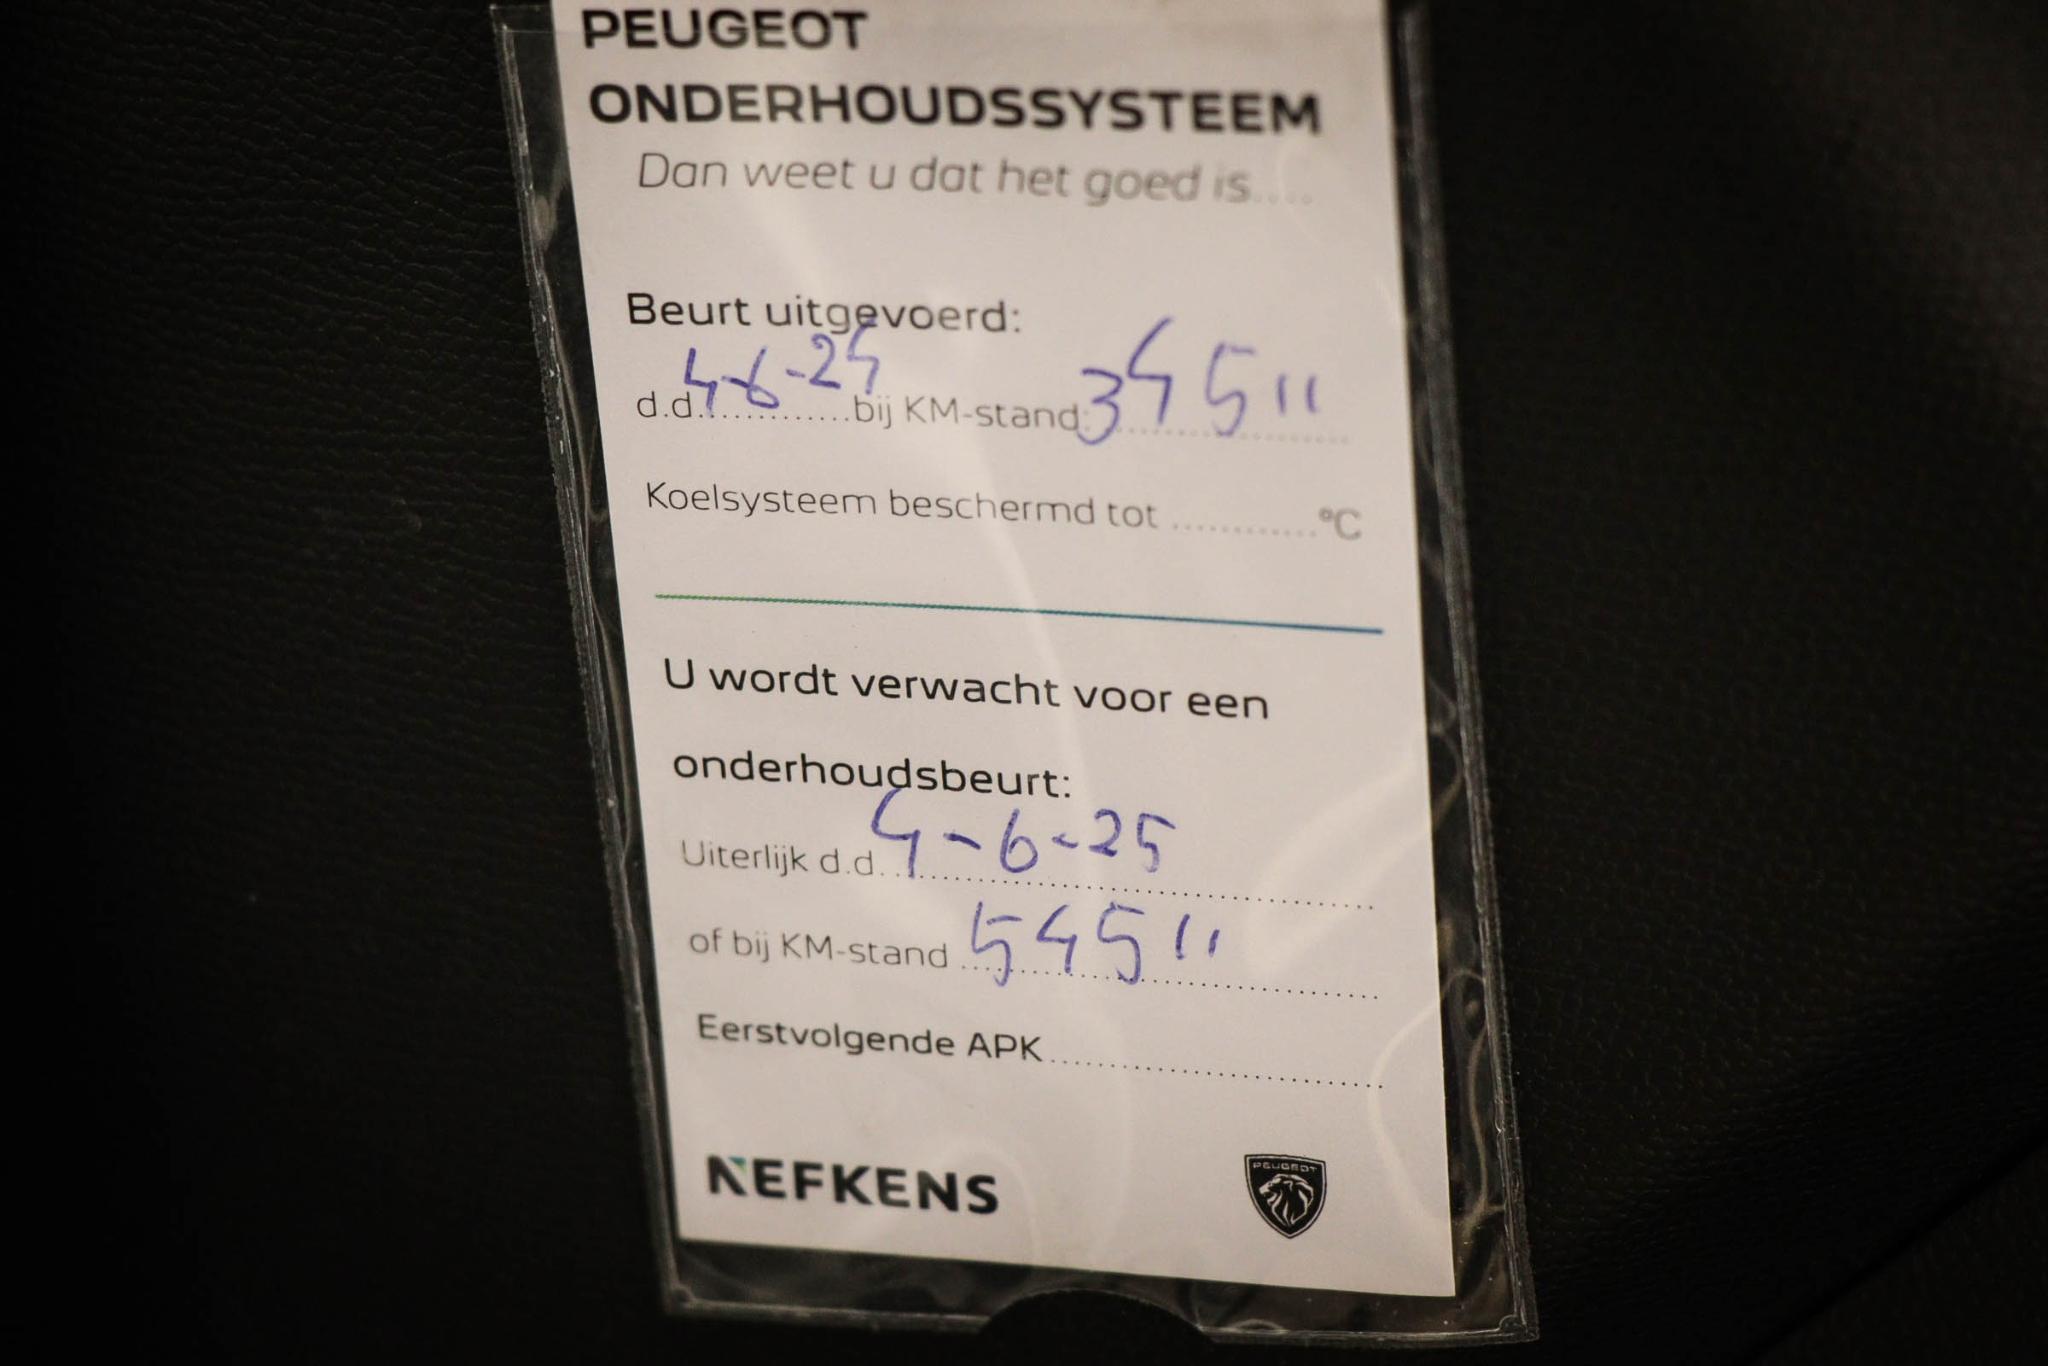 PEUGEOT
ONDERHOUDSSYSTEEM
Dan weet u dat het goed is....
Beurt uitgevoerd:
d.d. 4-6-24 bij KM-stand: 34511
Koelsysteem beschermd tot ............ °C
U wordt verwacht voor een
onderhoudsbeurt:
Uiterlijk d.d. 4-6-25
of bij KM-stand 54511
Eerstvolgende APK
NEFKENS
PEUGEOT